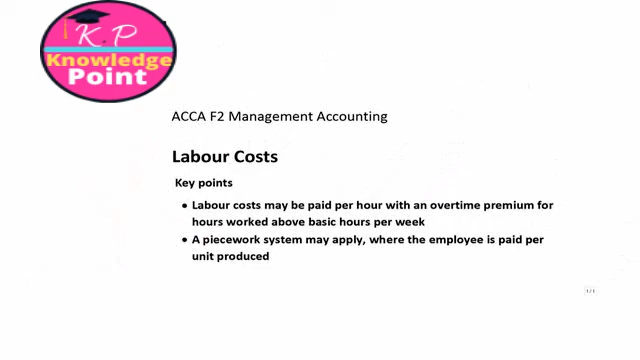 K.P
Knowledge
Point
ACCA F2 Management Accounting
Labour Costs
Key points
• Labour costs may be paid per hour with an overtime premium for
hours worked above basic hours per week
• A piecework system may apply, where the employee is paid per
unit produced
1 / 1